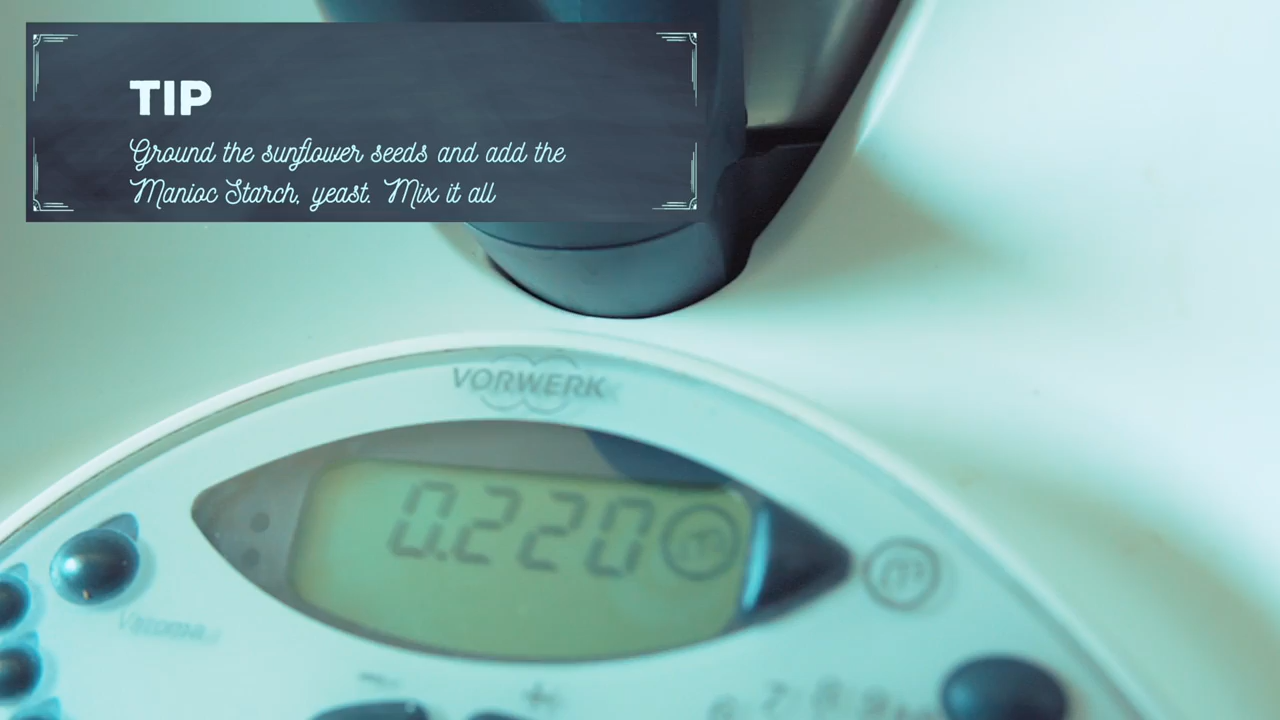 TIP
Ground the sunflower seeds and add the
Manioc Starch, yeast. Mix it all
VORWERK
0.220